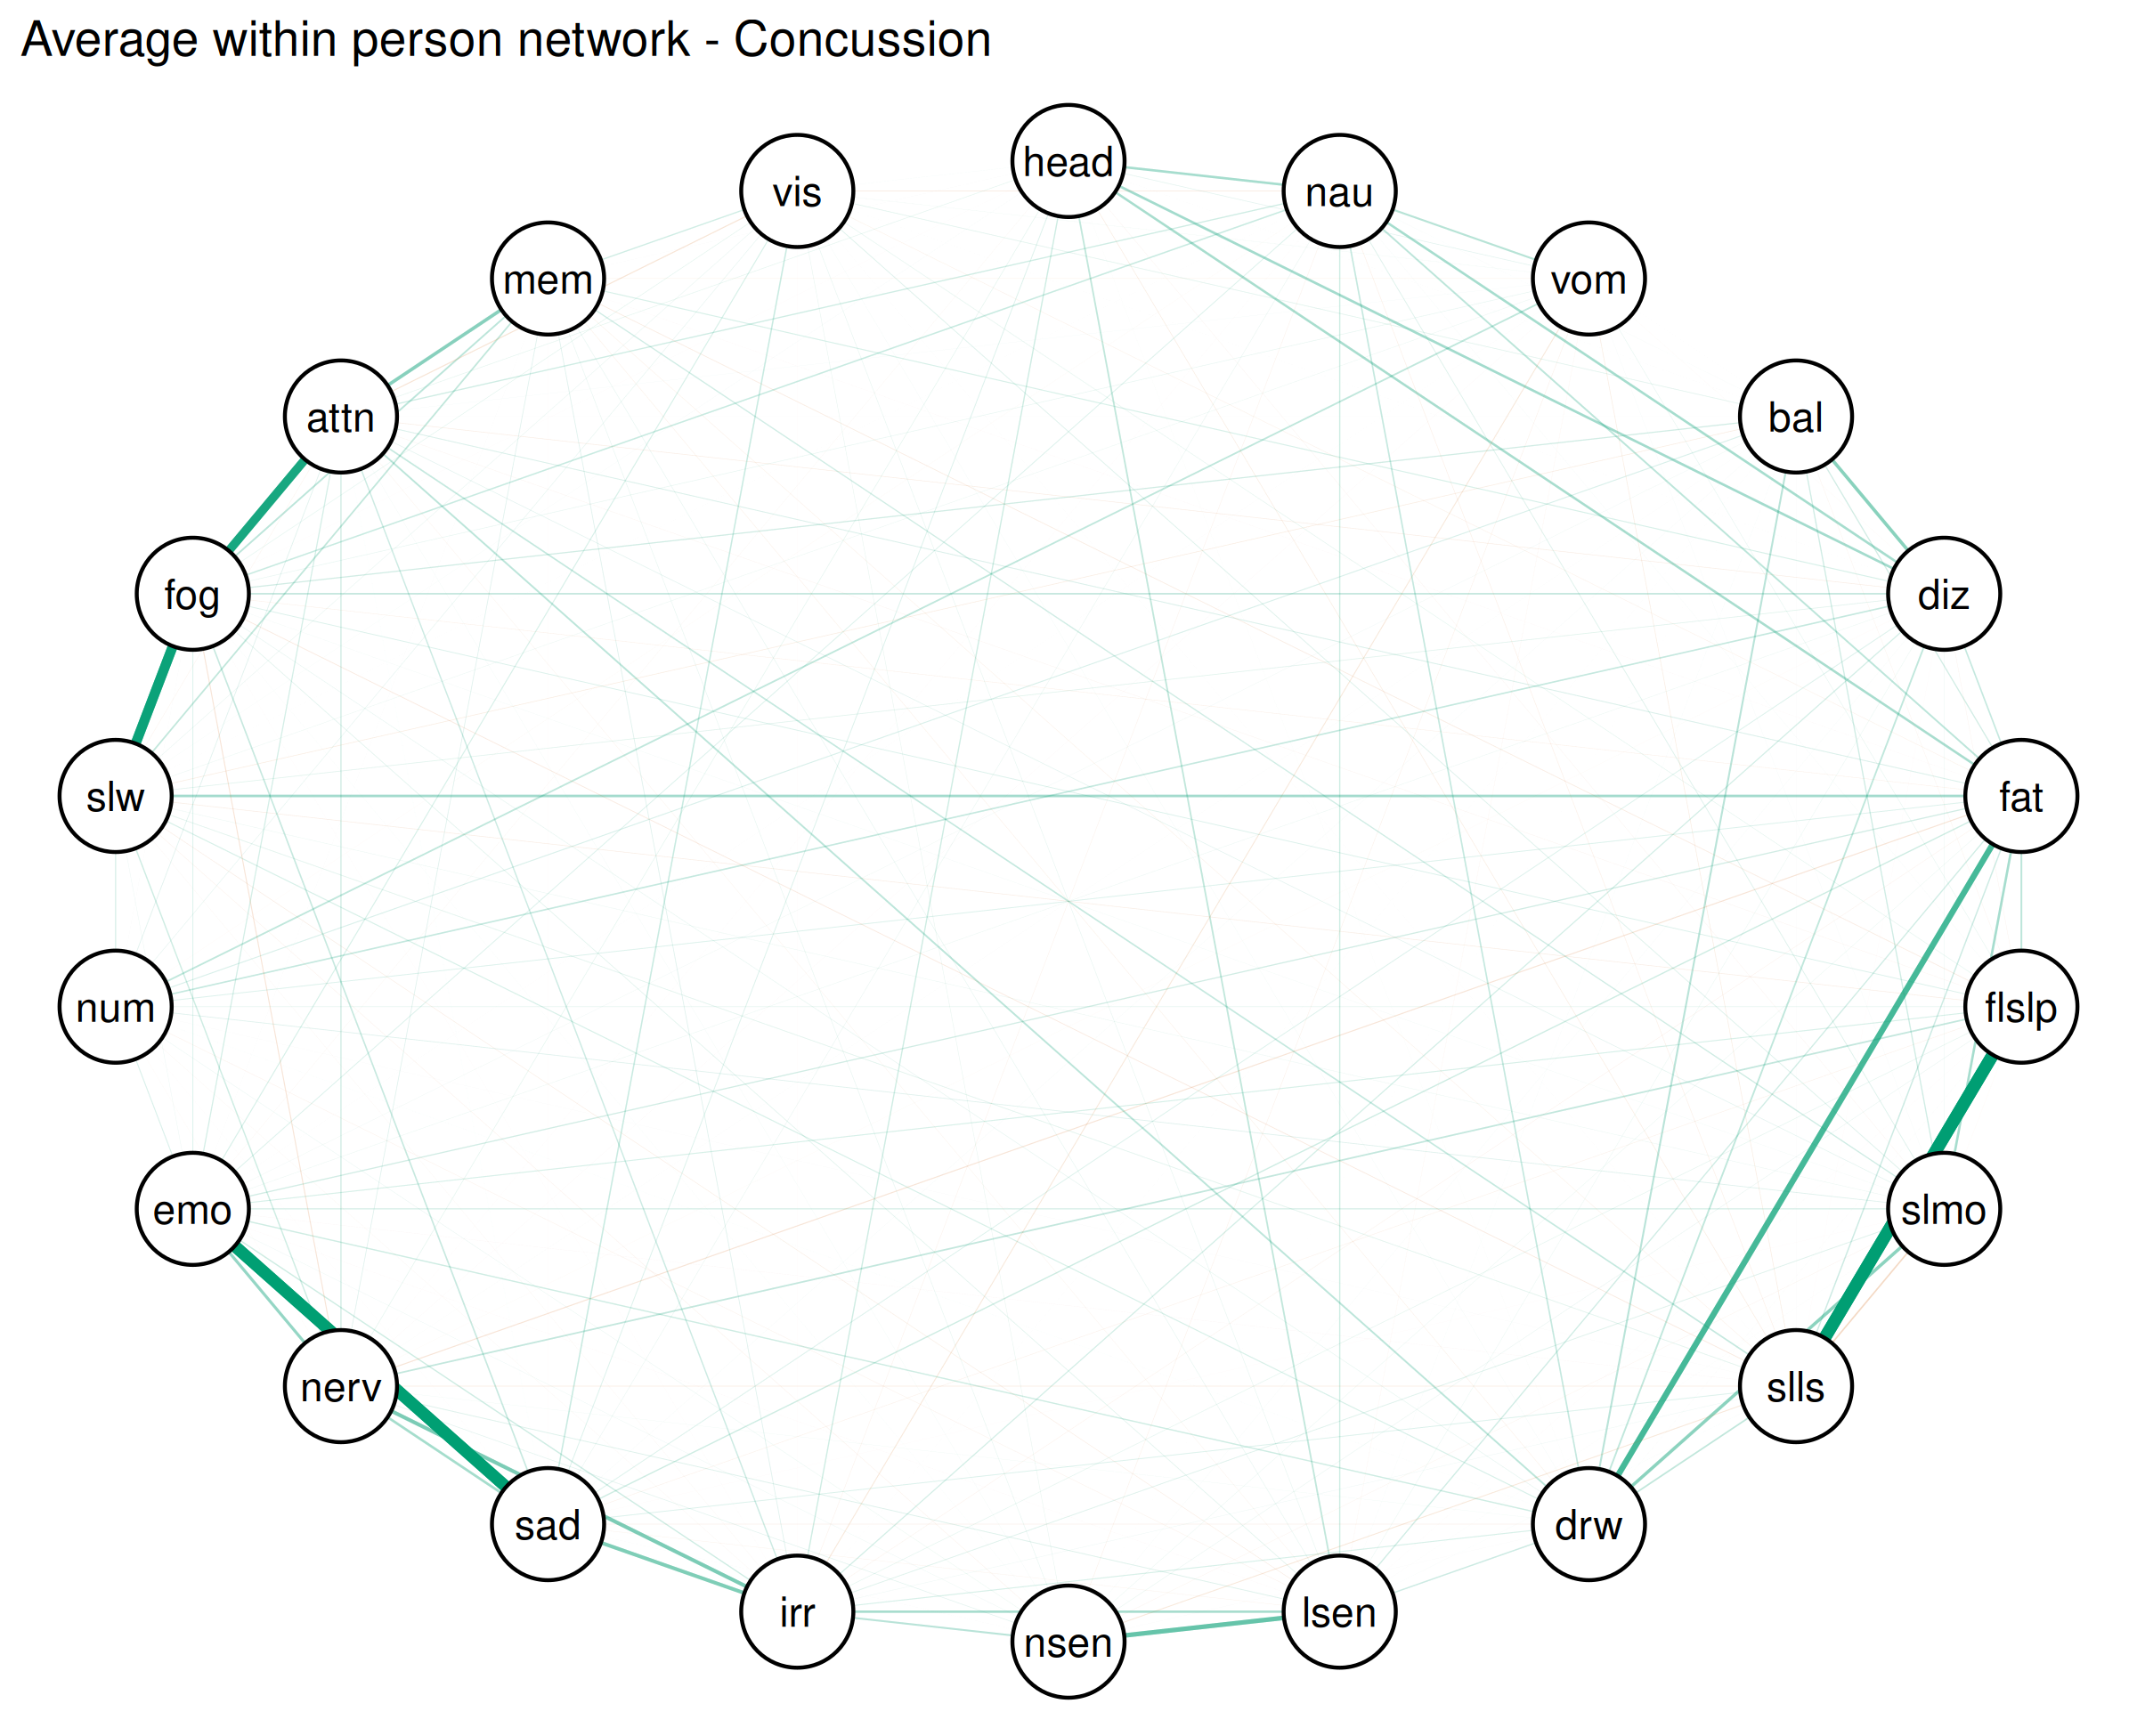 Average within person network - Concussion
head
nau
vis
vom
mem
bal
attn
diz
fog
fat
slw
flslp
num
slmo
emo
slls
nerv
drw
sad
lsen
irr
nsen